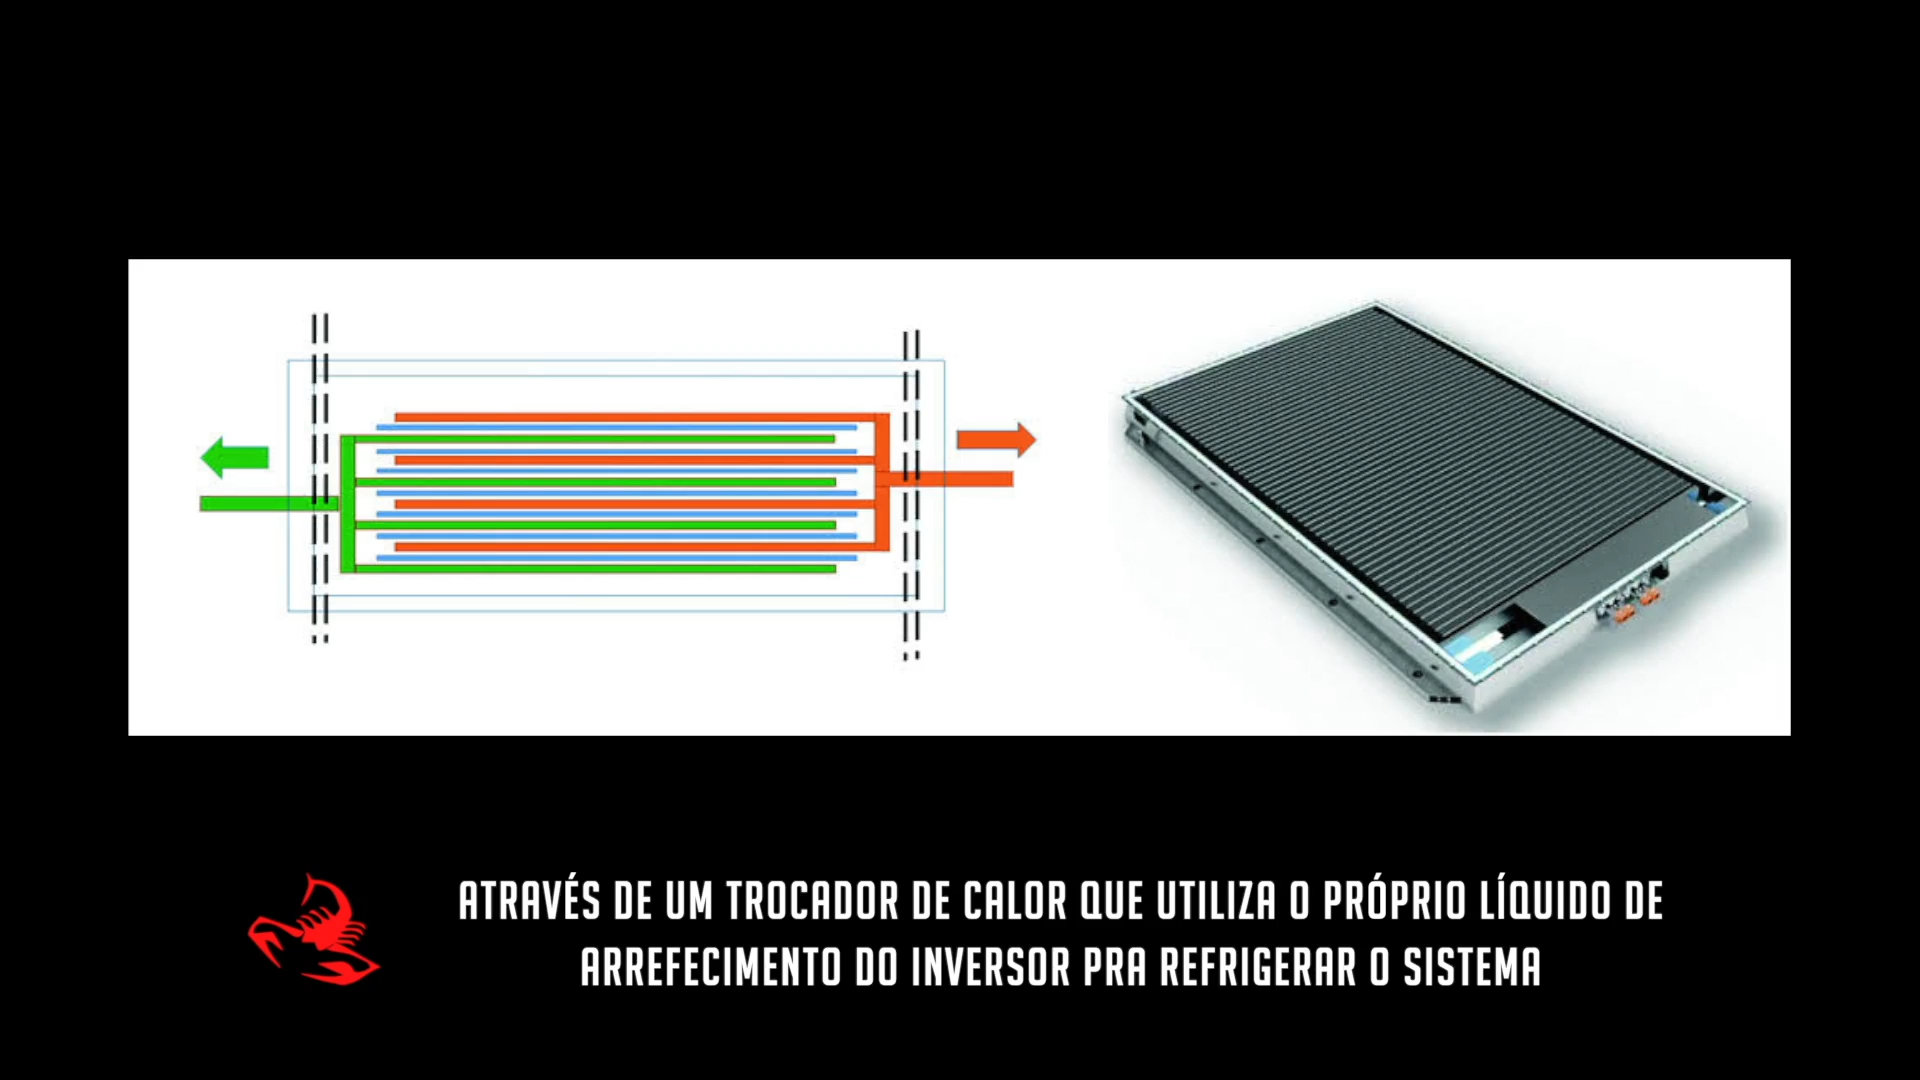 ATRAVÉS DE UM TROCADOR DE CALOR QUE UTILIZA O PRÓPRIO LÍQUIDO DE
ARREFECIMENTO DO INVERSOR PRA REFRIGERAR O SISTEMA